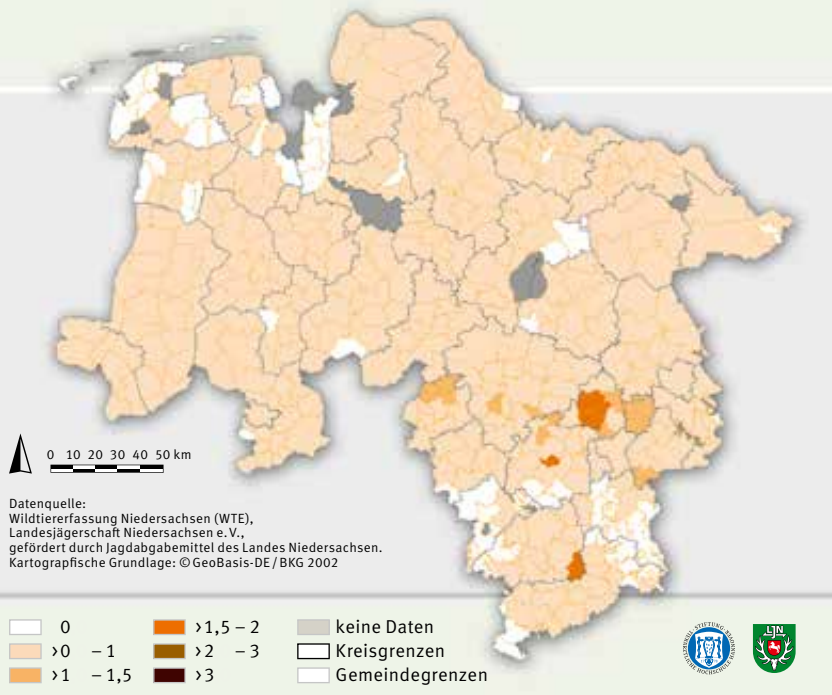 0 10 20 30 40 50 km
Datenquelle:
Wildtiererfassung Niedersachsen (WTE),
Landesjägerschaft Niedersachsen e. V.,
gefördert durch Jagdabgabemittel des Landes Niedersachsen.
Kartografische Grundlage: © GeoBasis-DE / BKG 2002
0
>0 – 1
>1 – 1,5
>1,5 – 2
>2 – 3
>3
keine Daten
Kreisgrenzen
Gemeindegrenzen
LJN